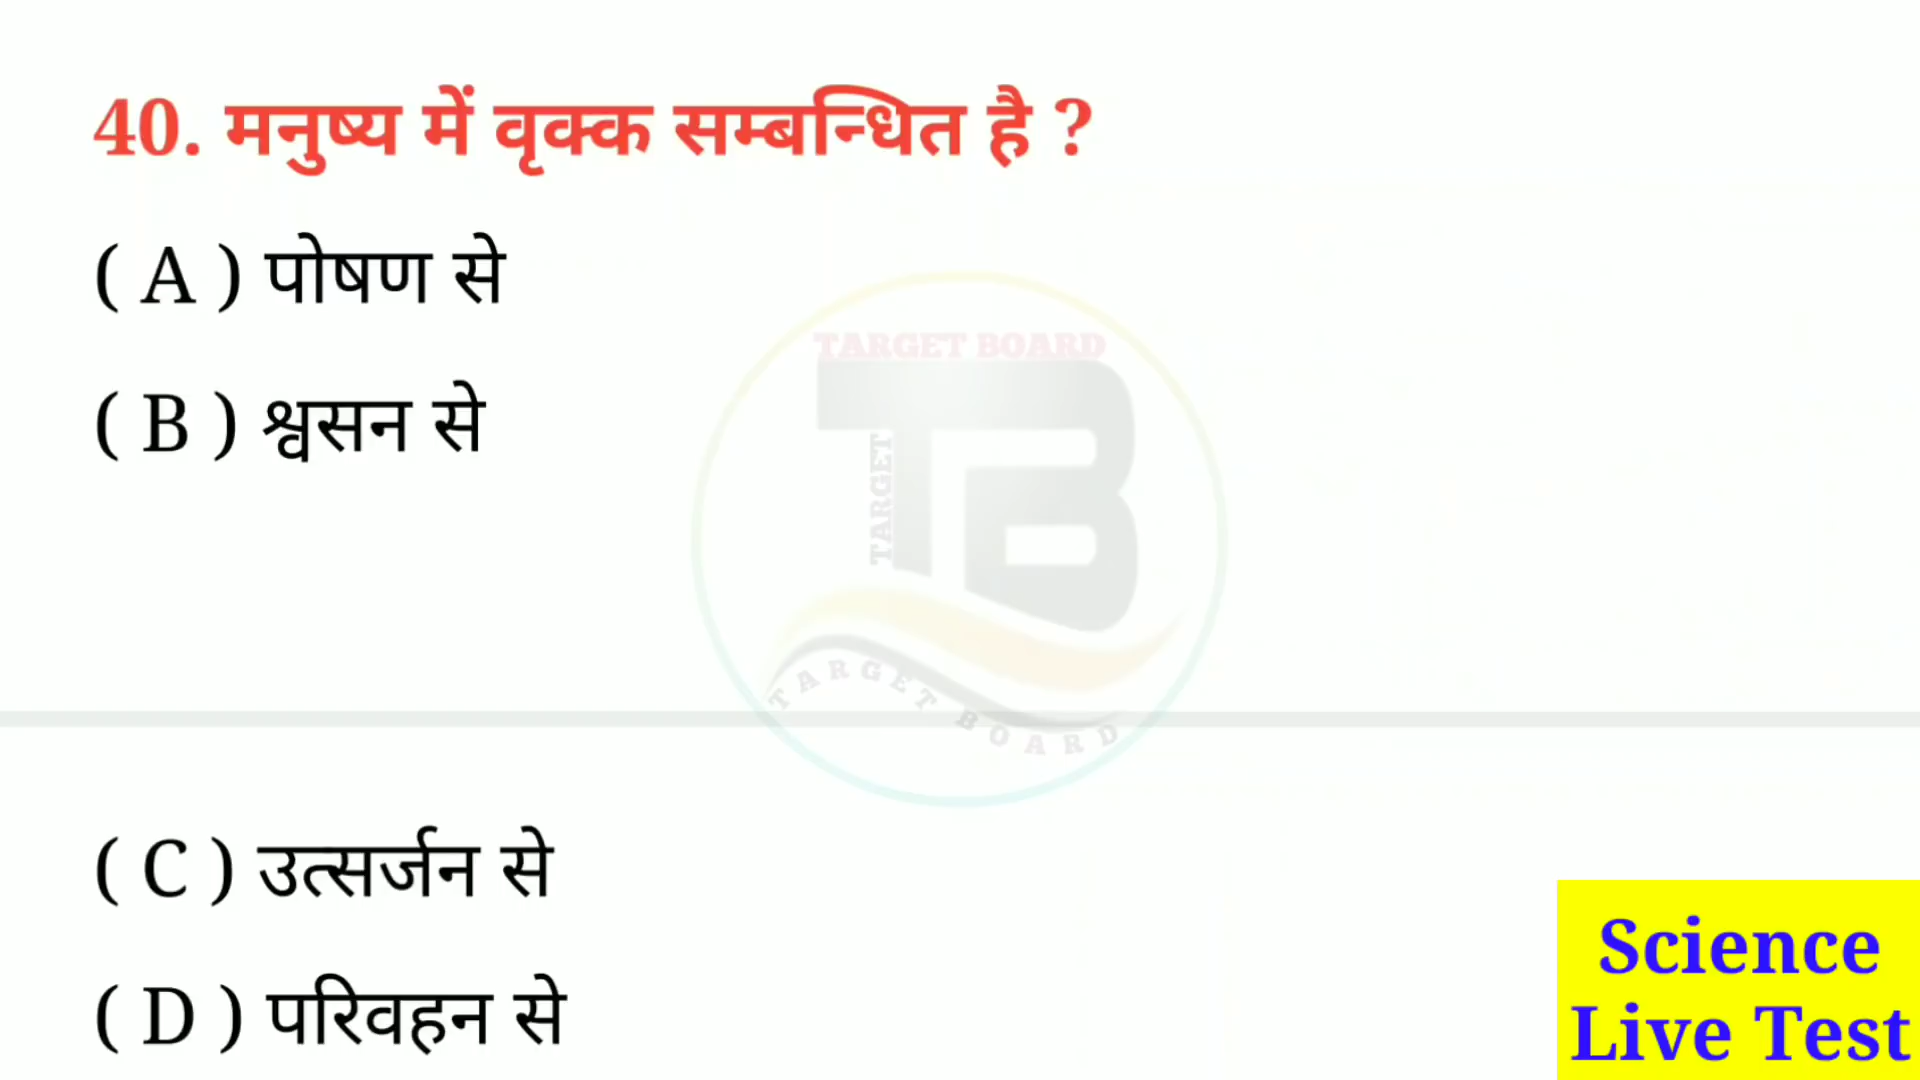 40. मनुष्य में वृक्क सम्बन्धित है ?
( A ) पोषण से
( B ) श्वसन से
TARGET BOARD
TARGET
TB
TARGET BOARD
( C ) उत्सर्जन से
( D ) परिवहन से
Science
Live Test